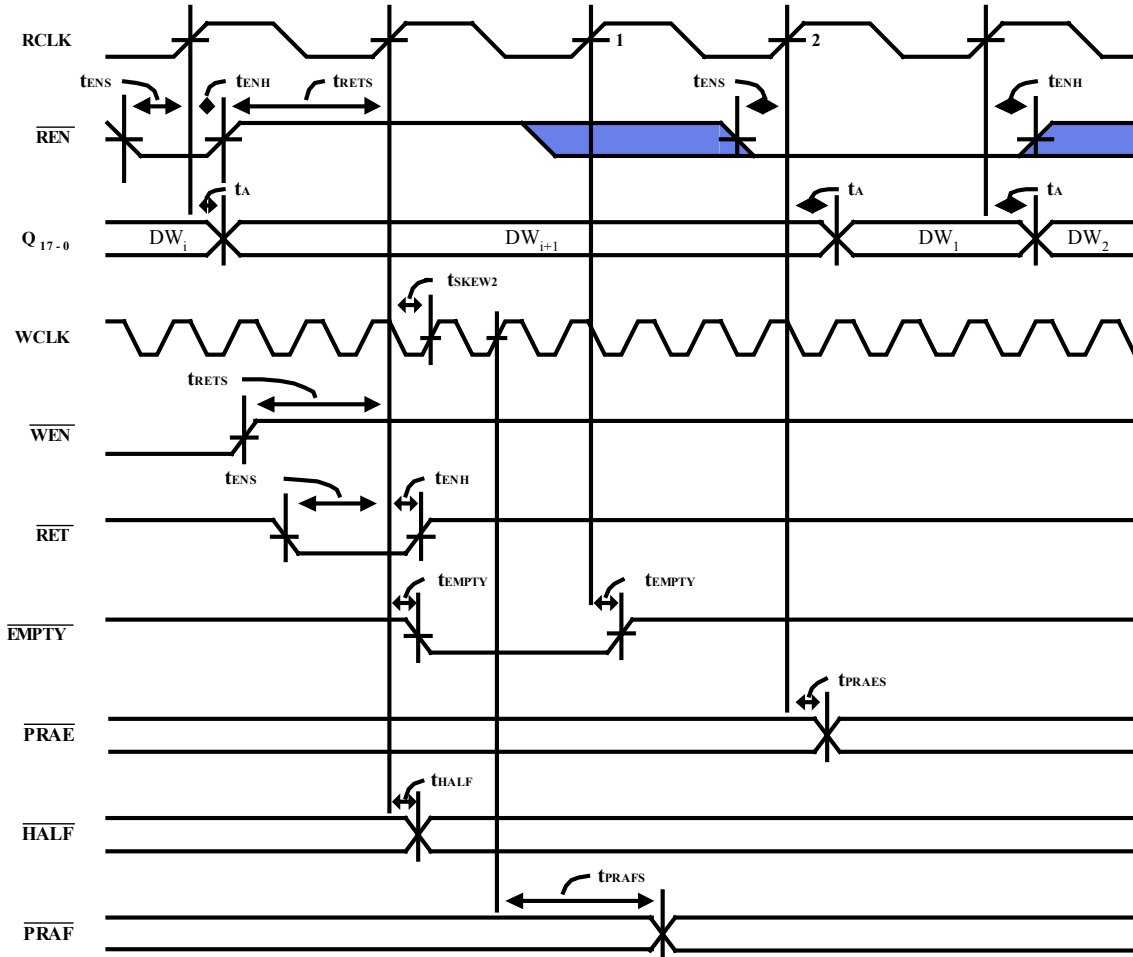 RCLK
1
2
tENS
tENH
tRETS
tENS
tENH
REN
tA
tA
tA
Q 17 - 0
DWi
DWi+1
DW1
DW2
tSKEW2
WCLK
tRETS
WEN
tENS
tENH
RET
tEMPTY
tEMPTY
EMPTY
tPRAES
PRAE
tHALF
HALF
tPRAFS
PRAF